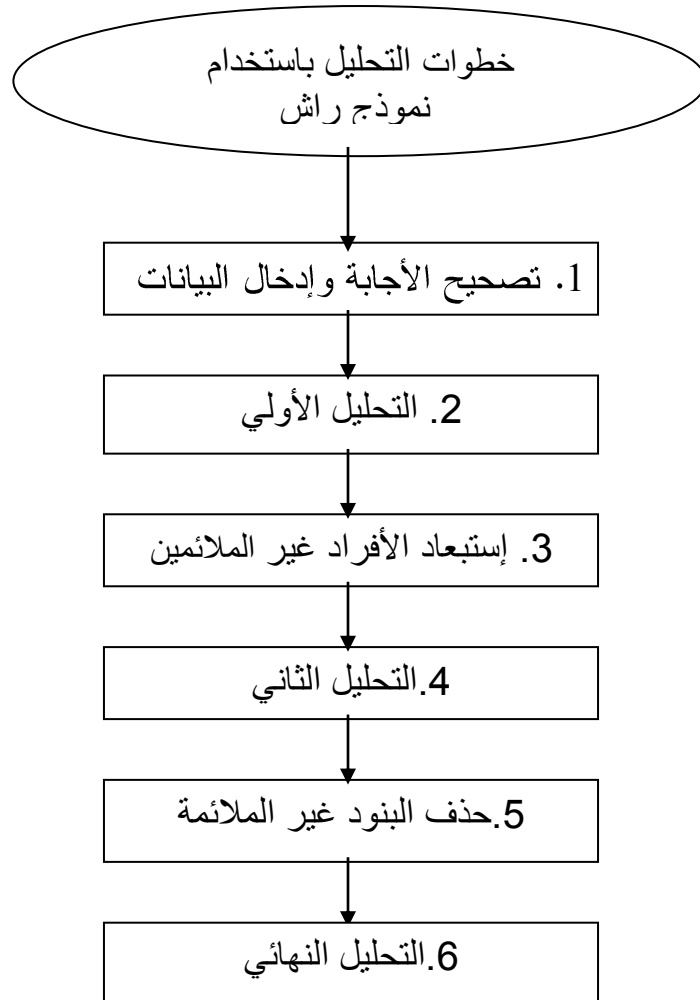 خطوات التحليل باستخدام
نموذج راش
1. تصحيح الأجابة وإدخال البيانات
2. التحليل الأولي
3. إستبعاد الأفراد غير الملائمين
4.التحليل الثاني
5.حذف البنود غير الملائمة
6.التحليل النهائي